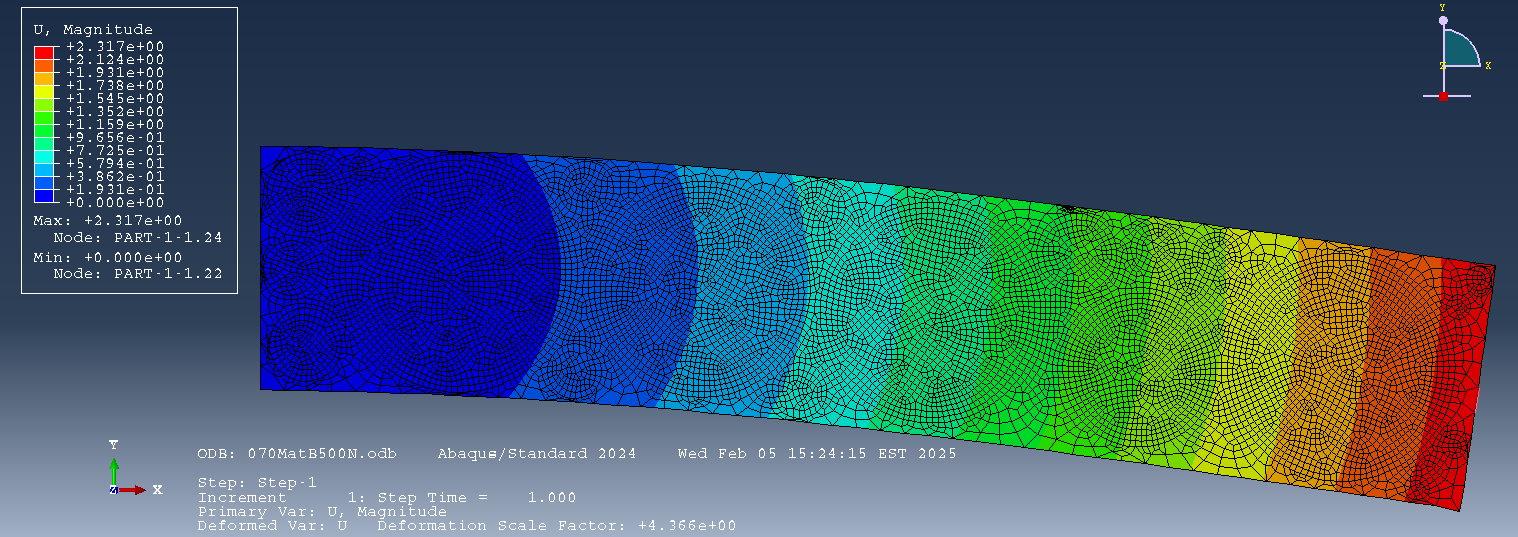 U, Magnitude
+2.317e+00
+2.124e+00
+1.931e+00
+1.738e+00
+1.545e+00
+1.352e+00
+1.159e+00
+9.656e-01
+7.725e-01
+5.794e-01
+3.862e-01
+1.931e-01
+0.000e+00
Max: +2.317e+00
Node: PART-1-1.24
Min: +0.000e+00
Node: PART-1-1.22
Y
Z X
Y
Z X
ODB: 070MatB500N.odb Abaqus/Standard 2024 Wed Feb 05 15:24:15 EST 2025
Step: Step-1
Increment 1: Step Time = 1.000
Primary Var: U, Magnitude
Deformed Var: U Deformation Scale Factor: +4.366e+00